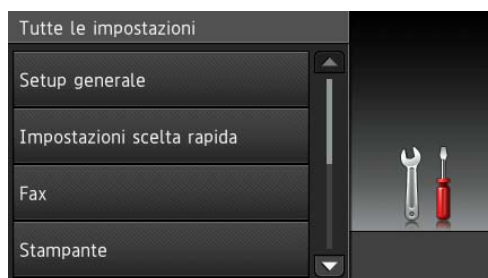 Tutte le impostazioni
Setup generale
Impostazioni scelta rapida
Fax
Stampante